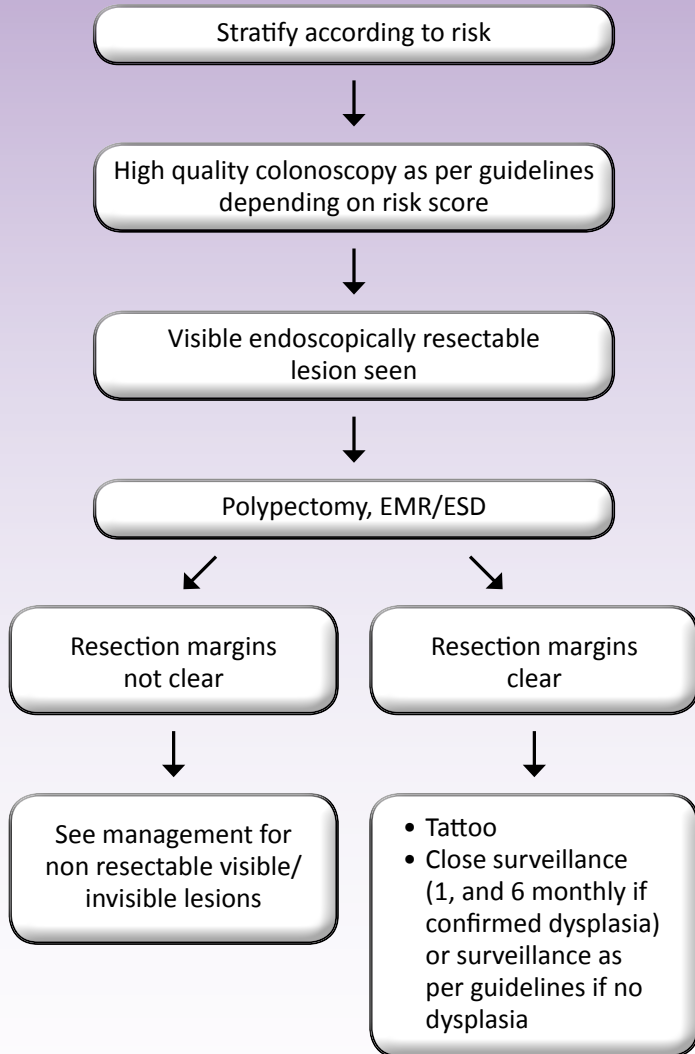 Stratify according to risk
High quality colonoscopy as per guidelines
depending on risk score
Visible endoscopically resectable
lesion seen
Polypectomy, EMR/ESD
Resection margins
not clear
Resection margins
clear
See management for
non resectable visible/
invisible lesions
• Tattoo
• Close surveillance
(1, and 6 monthly if
confirmed dysplasia)
or surveillance as
per guidelines if no
dysplasia